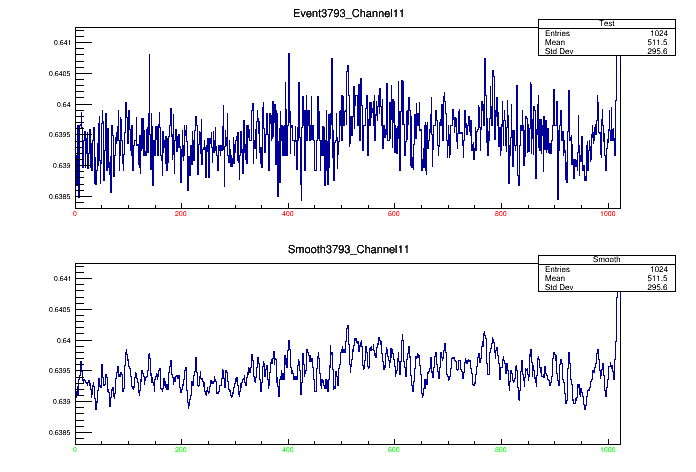 Event3793_Channel11
Test
Entries 1024
Mean 511.5
Std Dev 295.6
0.641
0.6405
0.64
0.6395
0.639
0.6385
0 200 400 600 800 1000
Smooth3793_Channel11
Smooth
Entries 1024
Mean 511.5
Std Dev 295.6
0.641
0.6405
0.64
0.6395
0.639
0.6385
0 200 400 600 800 1000